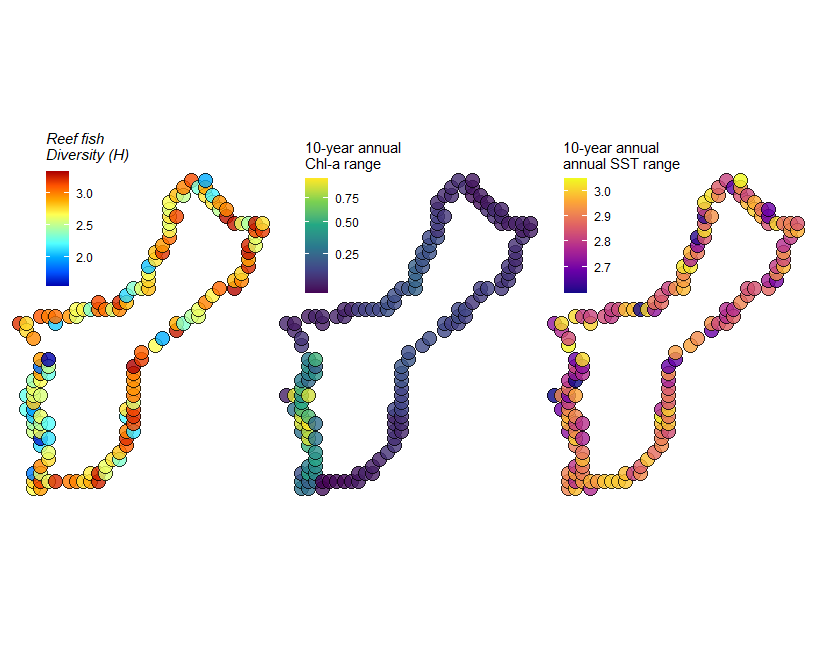 Reef fish
Diversity (H)
3.0
2.5
2.0
10-year annual
Chl-a range
0.75
0.50
0.25
10-year annual
annual SST range
3.0
2.9
2.8
2.7